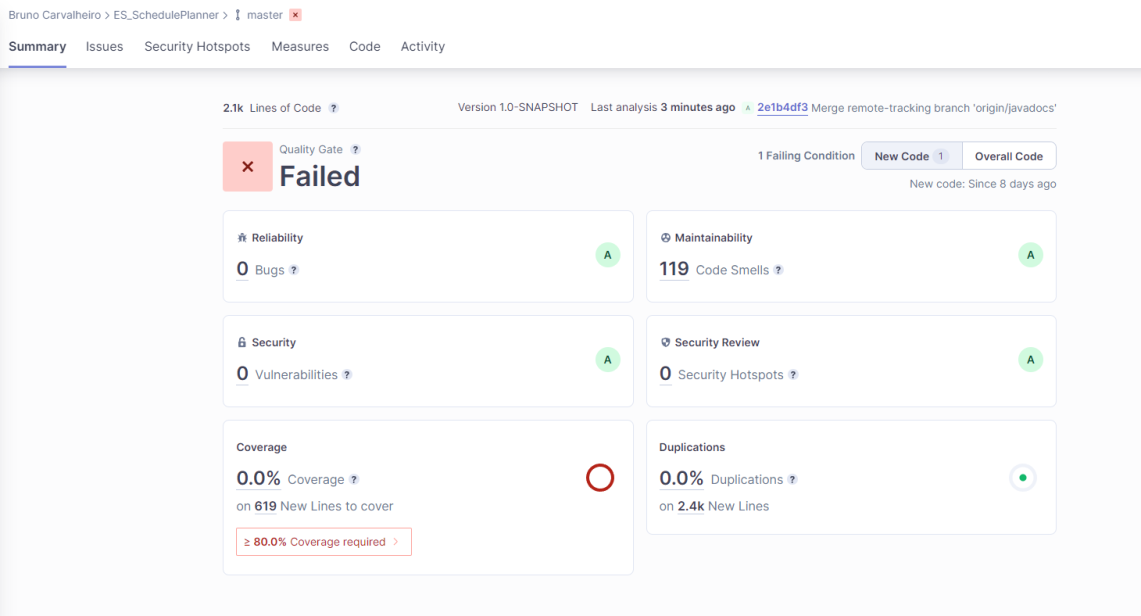 Bruno Carvalheiro > ES_SchedulePlanner > master
Summary Issues Security Hotspots Measures Code Activity
2.1k Lines of Code ? Version 1.0-SNAPSHOT Last analysis 3 minutes ago A 2e1b4df3 Merge remote-tracking branch 'origin/javadocs'
Quality Gate ?
Failed
1 Failing Condition New Code 1 Overall Code
New code: Since 8 days ago
Reliability
0 Bugs ?
A
Maintainability
119 Code Smells ?
A
Security
0 Vulnerabilities ?
A
Security Review
0 Security Hotspots ?
A
Coverage
0.0% Coverage ?
on 619 New Lines to cover
≥ 80.0% Coverage required >
Duplications
0.0% Duplications ?
on 2.4k New Lines